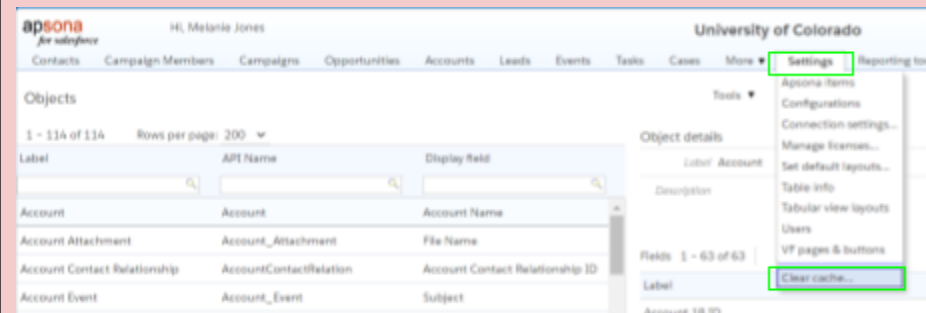 apsona
for salesforce
Hi, Melanie Jones
University of Colorado
Contacts Campaign Members Campaigns Opportunities Accounts Leads Events Tasks Cases More ▼ Settings Reporting
Objects
Tools ▼
1 - 114 of 114 Rows per page: 200
Label API Name Display field
Account Account Account Name
Account Attachment Account_Attachment File Name
Account Contact Relationship AccountContactRelation Account Contact Relationship ID
Account Event Account_Event Subject
Object details
Label Account
Description
Fields 1 - 63 of 63
Label
Account 18 ID
Apsona items
Configurations
Connection settings...
Manage licenses...
Set default layouts...
Table info
Tabular view layouts
Users
VF pages & buttons
Clear cache...